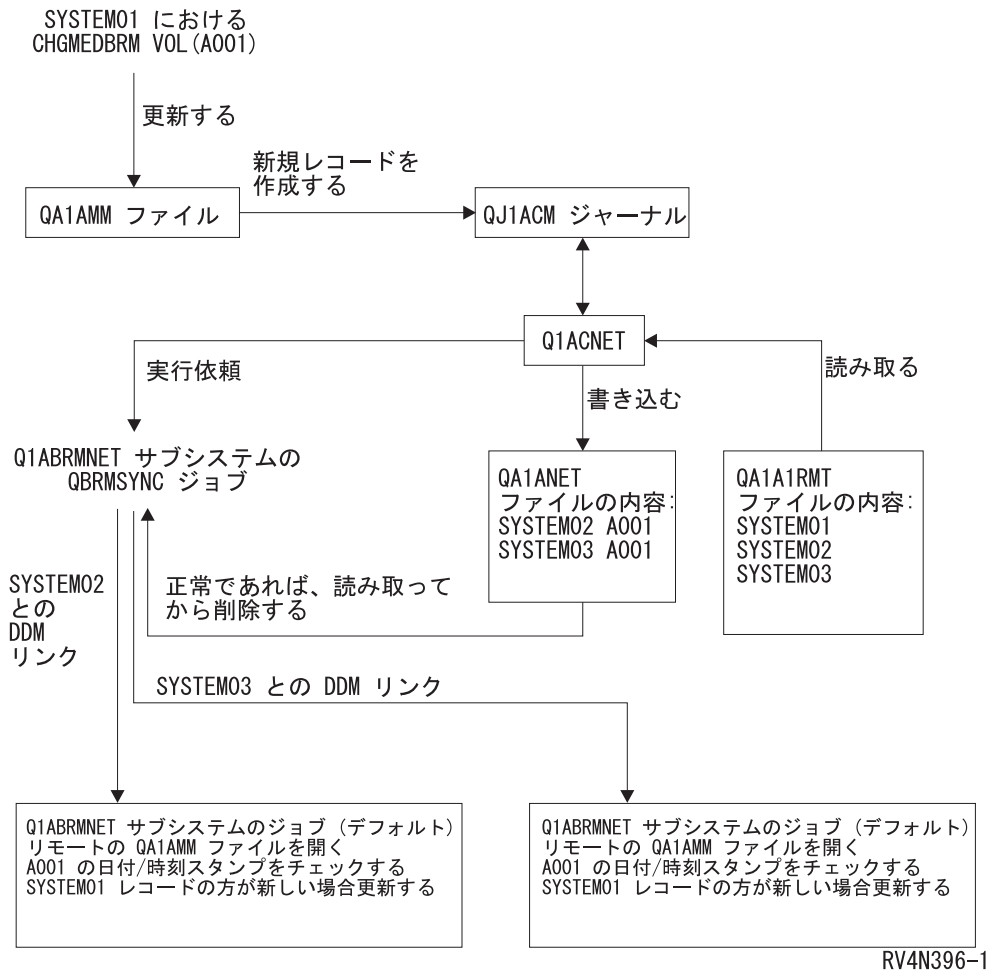 SYSTEM01 における
CHGMEDBRM VOL(A001)
更新する
新規レコードを
作成する
QA1AMM ファイル
QJ1ACM ジャーナル
Q1ACNET
実行依頼
書き込む
読み取る
Q1ABRMNET サブシステムの
QBRMSYNC ジョブ
QA1ANET
ファイルの内容:
SYSTEM02 A001
SYSTEM03 A001
QA1A1RMT
ファイルの内容:
SYSTEM01
SYSTEM02
SYSTEM03
SYSTEM02
との
DDM
リンク
正常であれば、読み取って
から削除する
SYSTEM03 との DDM リンク
Q1ABRMNET サブシステムのジョブ (デフォルト)
リモートの QA1AMM ファイルを開く
A001 の日付/時刻スタンプをチェックする
SYSTEM01 レコードの方が新しい場合更新する
Q1ABRMNET サブシステムのジョブ (デフォルト)
リモートの QA1AMM ファイルを開く
A001 の日付/時刻スタンプをチェックする
SYSTEM01 レコードの方が新しい場合更新する
RV4N396-1